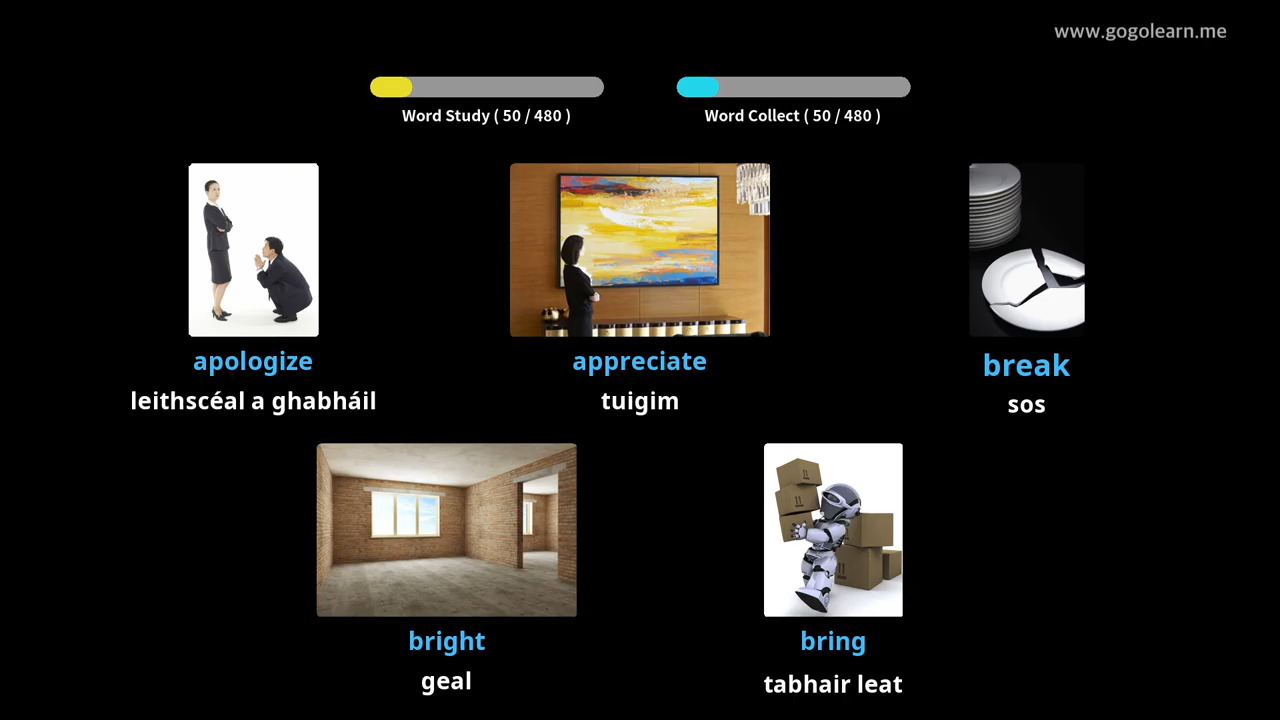 www.gogolearn.me
Word Study ( 50 / 480 )
Word Collect ( 50 / 480 )
apologize
leithscéal a ghabháil
appreciate
tuigim
break
sos
bright
geal
bring
tabhair leat